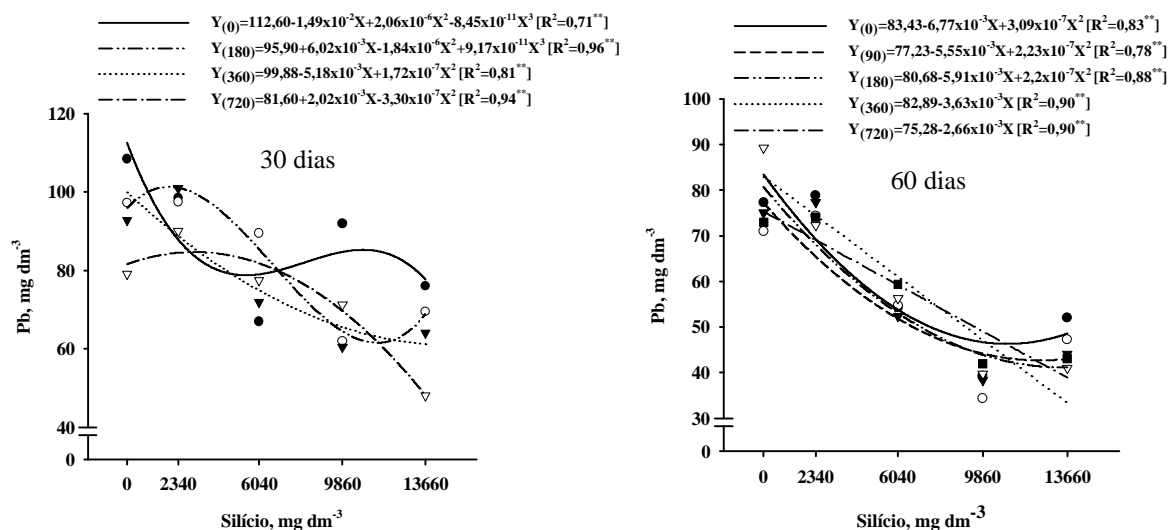 Y(0)=112,60-1,49x10-2X+2,06x10-6X2-8,45x10-11X3 [R2=0,71**]
Y(180)=95,90+6,02x10-3X-1,84x10-6X2+9,17x10-11X3 [R2=0,96**]
Y(360)=99,88-5,18x10-3X+1,72x10-7X2 [R2=0,81**]
Y(720)=81,60+2,02x10-3X-3,30x10-7X2 [R2=0,94**]
30 dias
120
100
80
60
40
0
Pb, mg dm-3
0 2340 6040 9860 13660
Silício, mg dm-3
Y(0)=83,43-6,77x10-3X+3,09x10-7X2 [R2=0,83**]
Y(90)=77,23-5,55x10-3X+2,23x10-7X2 [R2=0,78**]
Y(180)=80,68-5,91x10-3X+2,2x10-7X2 [R2=0,88**]
Y(360)=82,89-3,63x10-3X [R2=0,90**]
Y(720)=75,28-2,66x10-3X [R2=0,90**]
60 dias
100
90
80
70
60
50
40
30
0
Pb, mg dm-3
0 2340 6040 9860 13660
Silício, mg dm-3